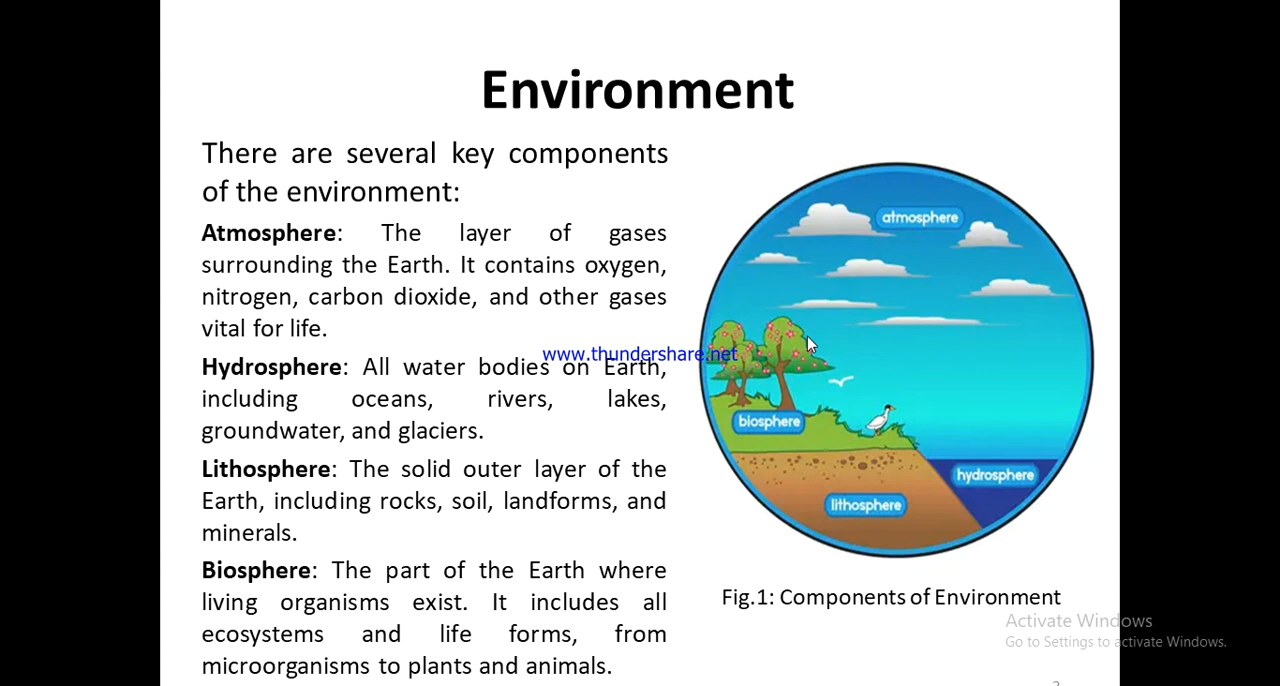 Environment
There are several key components
of the environment:
Atmosphere: The layer of gases
surrounding the Earth. It contains oxygen,
nitrogen, carbon dioxide, and other gases
vital for life.
Hydrosphere: All water bodies on Earth,
including oceans, rivers, lakes,
groundwater, and glaciers.
Lithosphere: The solid outer layer of the
Earth, including rocks, soil, landforms, and
minerals.
Biosphere: The part of the Earth where
living organisms exist. It includes all
ecosystems and life forms, from
microorganisms to plants and animals.
www.thundershare.net
atmosphere
biosphere
hydrosphere
lithosphere
Fig.1: Components of Environment
Activate Windows
Go to Settings to activate Windows.